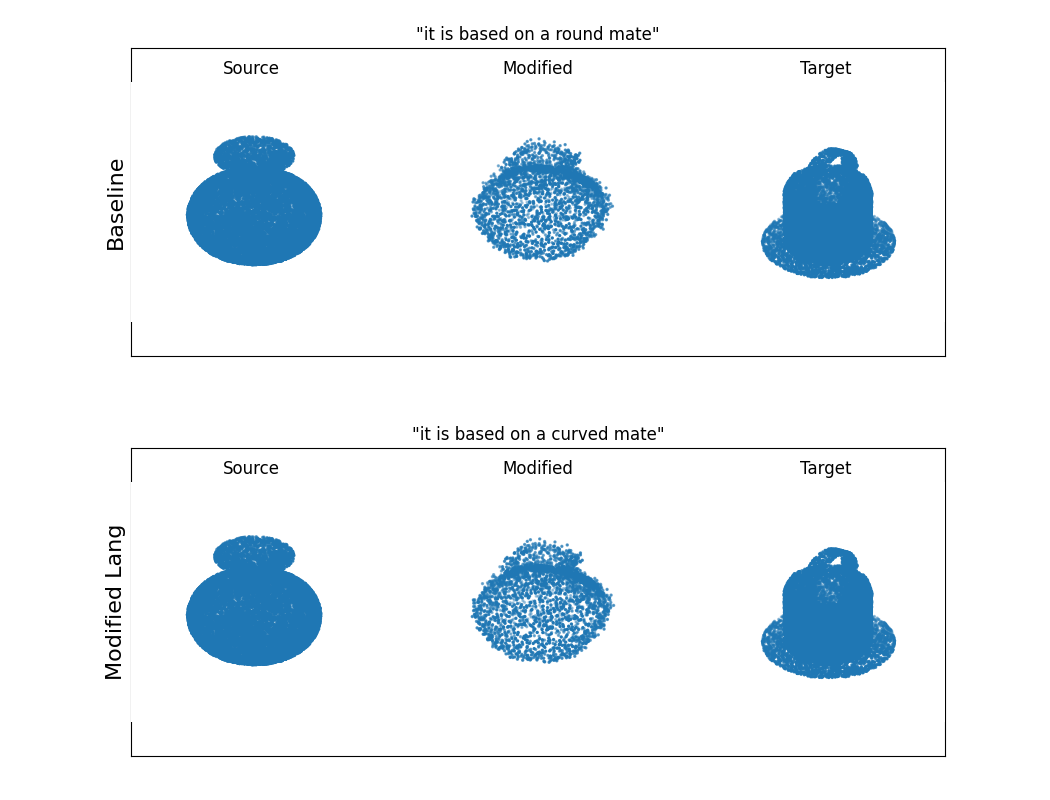 "it is based on a round mate"
Source Modified Target
Baseline
"it is based on a curved mate"
Source Modified Target
Modified Lang